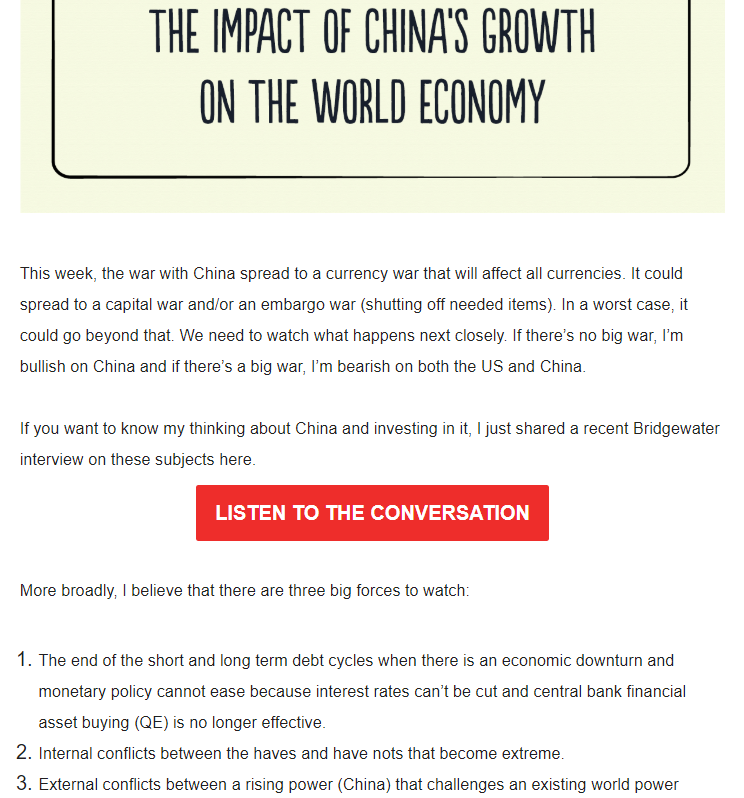 THE IMPACT OF CHINA'S GROWTH
ON THE WORLD ECONOMY
This week, the war with China spread to a currency war that will affect all currencies. It could
spread to a capital war and/or an embargo war (shutting off needed items). In a worst case, it
could go beyond that. We need to watch what happens next closely. If there’s no big war, I’m
bullish on China and if there’s a big war, I’m bearish on both the US and China.
If you want to know my thinking about China and investing in it, I just shared a recent Bridgewater
interview on these subjects here.
LISTEN TO THE CONVERSATION
More broadly, I believe that there are three big forces to watch:
1. The end of the short and long term debt cycles when there is an economic downturn and
monetary policy cannot ease because interest rates can’t be cut and central bank financial
asset buying (QE) is no longer effective.
2. Internal conflicts between the haves and have nots that become extreme.
3. External conflicts between a rising power (China) that challenges an existing world power